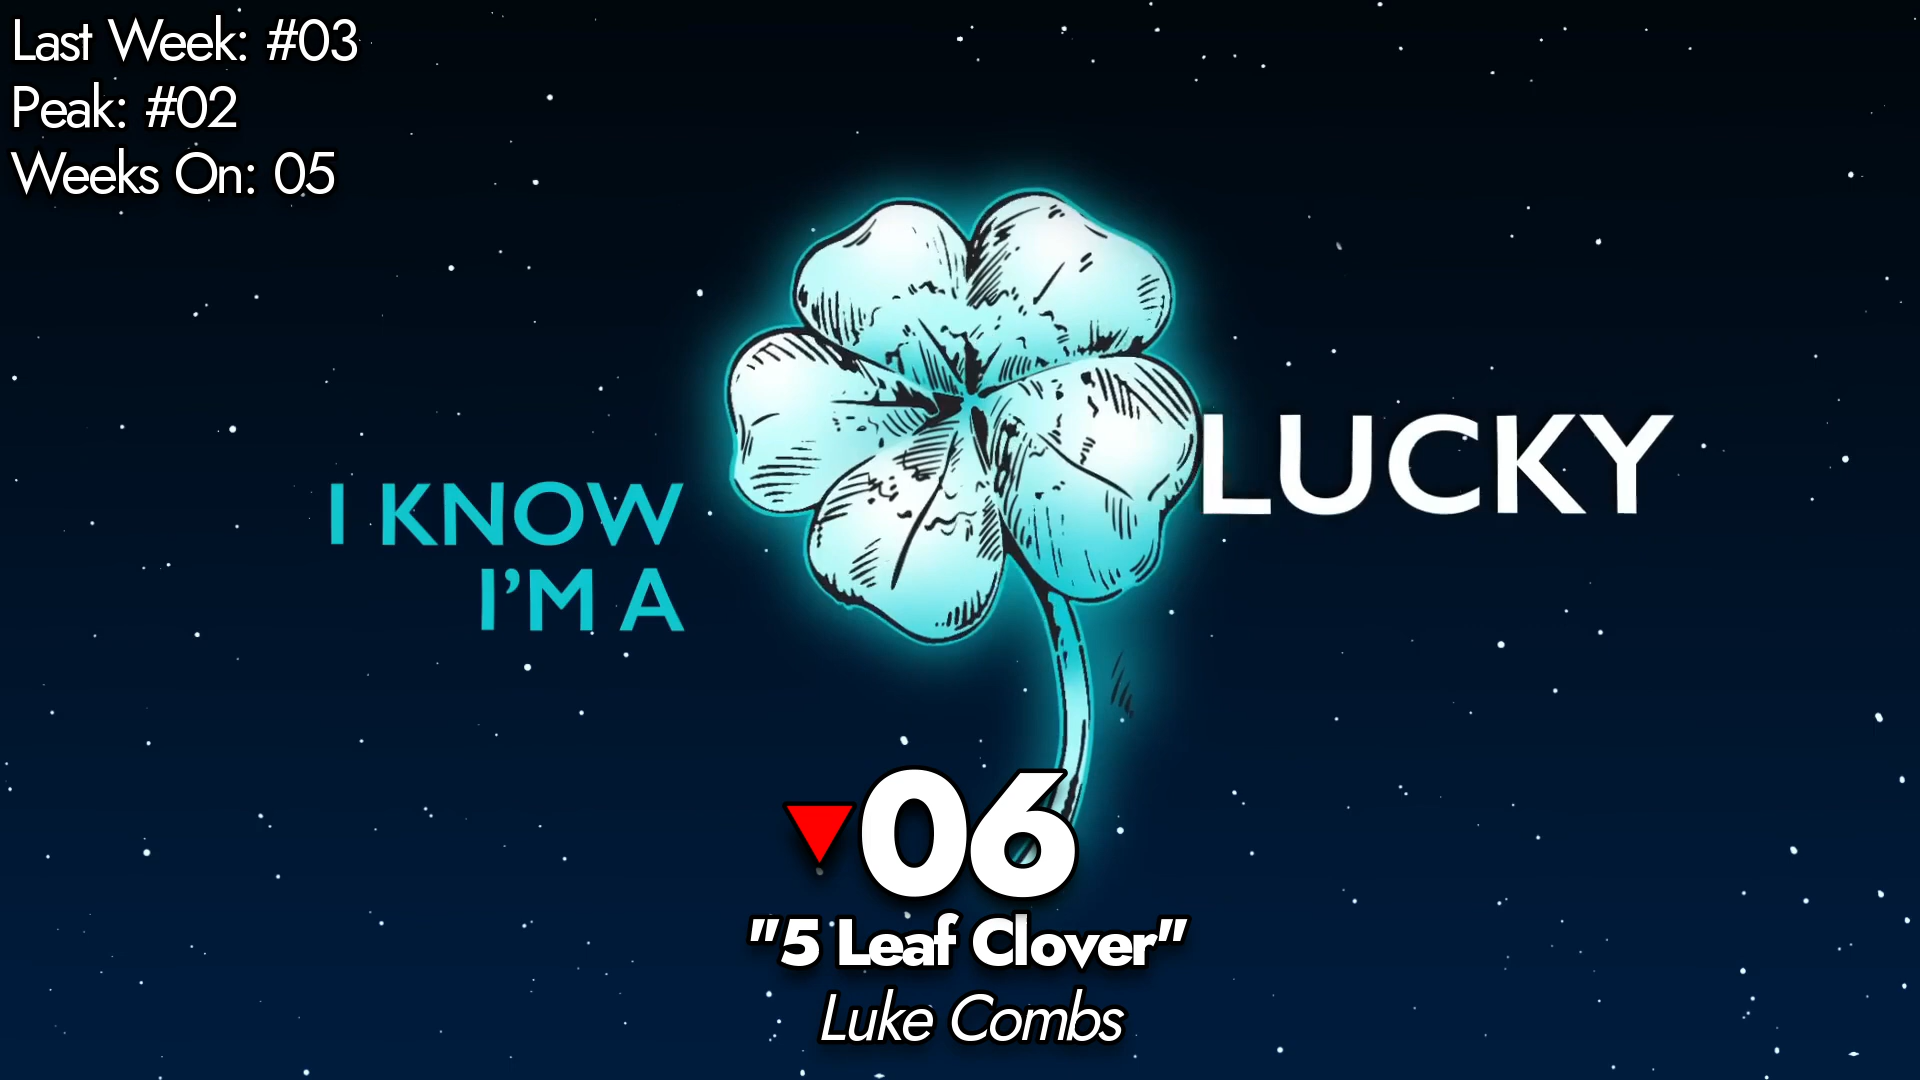 Last Week: #03
Peak: #02
Weeks On: 05
I KNOW
I'M A
LUCKY
06
"5 Leaf Clover"
Luke Combs